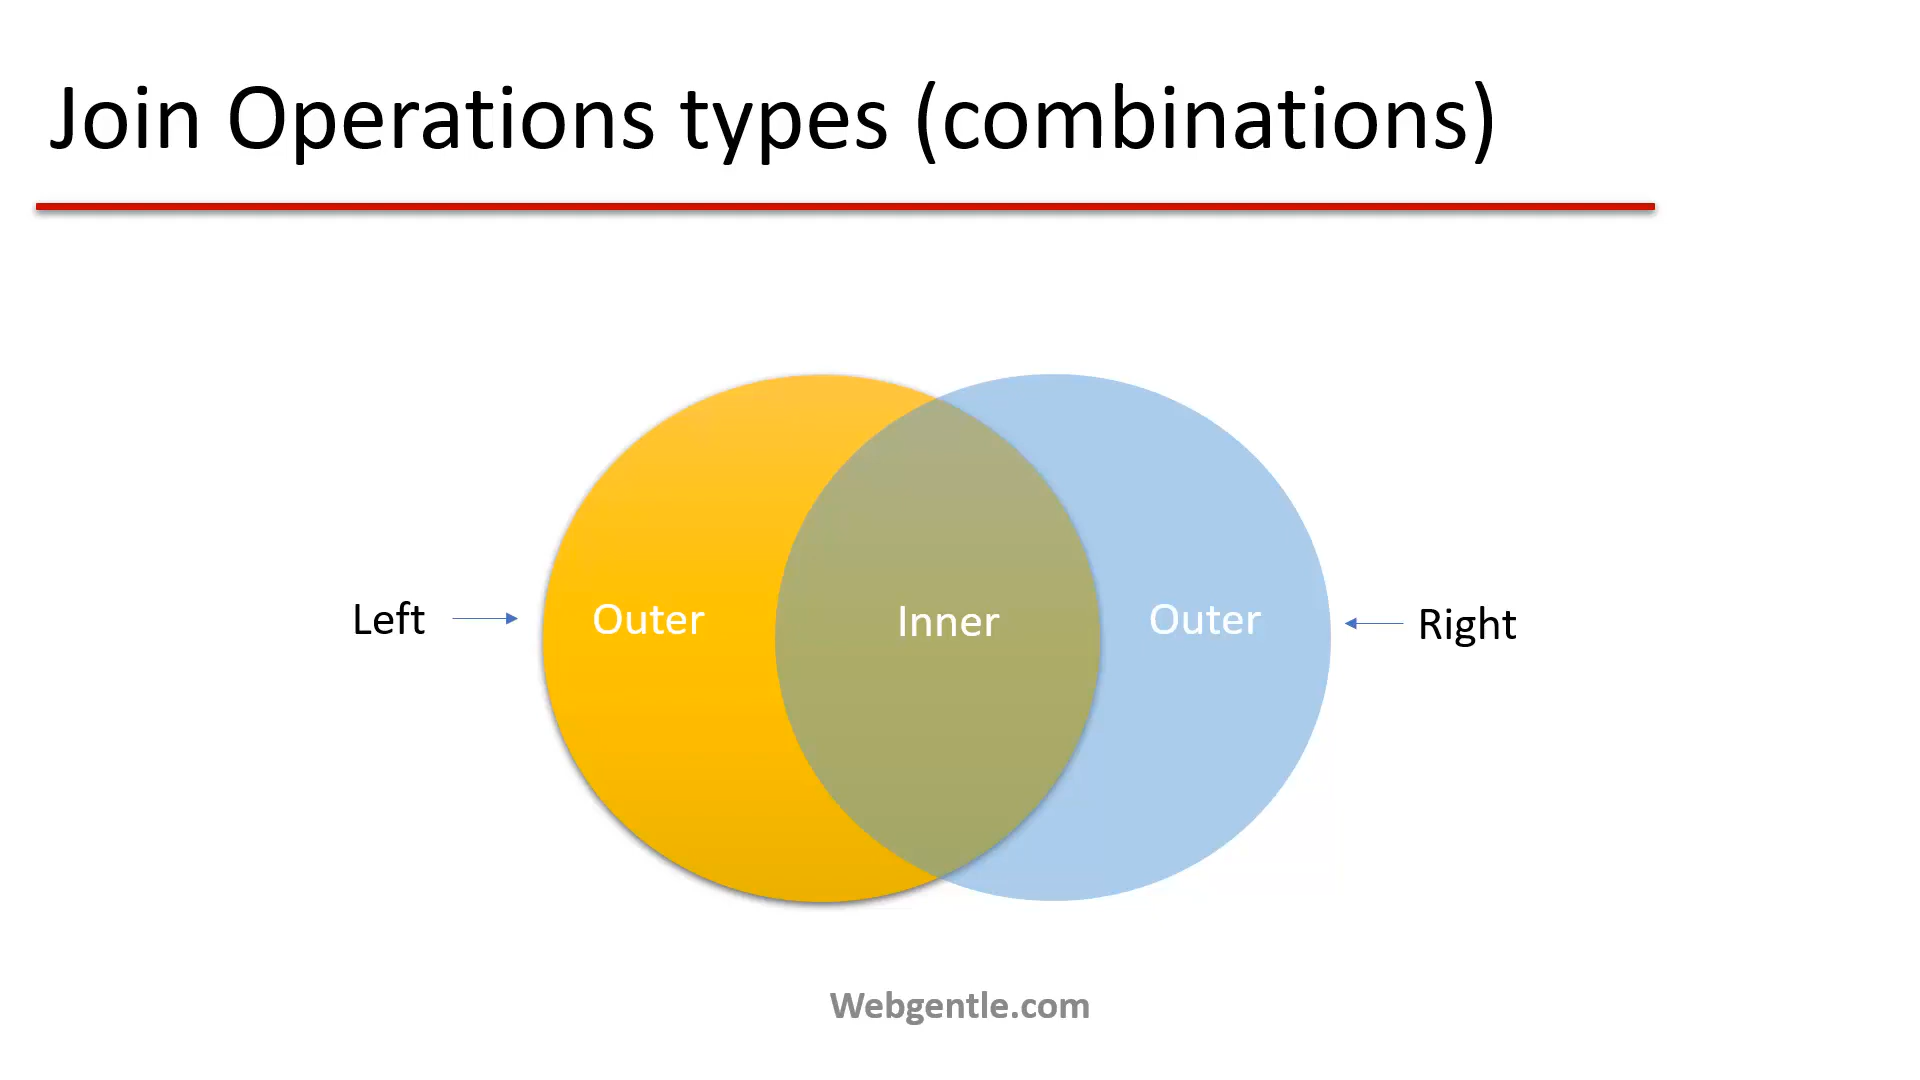 Join Operations types (combinations)
Left
Outer
Inner
Outer
Right
Webgentle.com